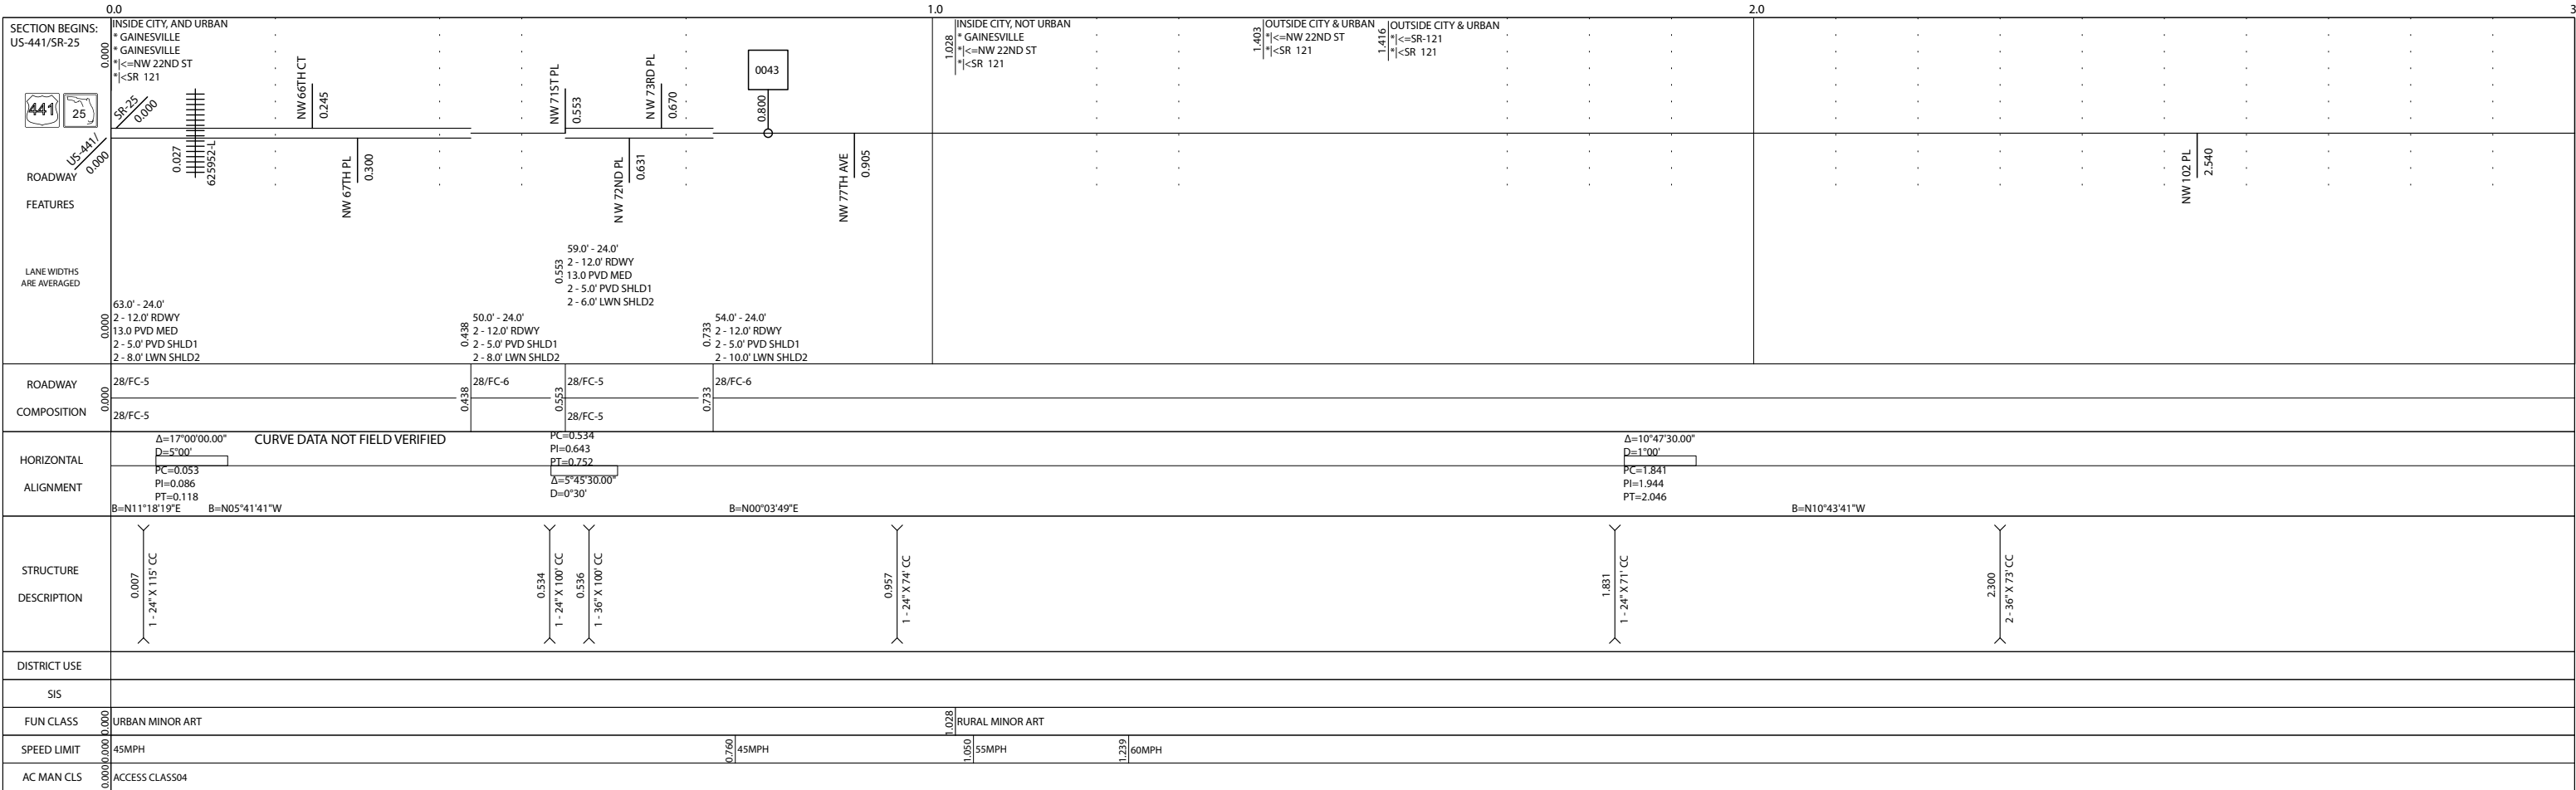 0.0
1.0
2.0
3
SECTION BEGINS:
US-441/SR-25
441
25
0.000
INSIDE CITY, AND URBAN
* GAINESVILLE
* GAINESVILLE
*|<=NW 22ND ST
*|<SR 121
1.028
INSIDE CITY, NOT URBAN
* GAINESVILLE
*|<=NW 22ND ST
*|<SR 121
1.403
OUTSIDE CITY & URBAN
*|<=NW 22ND ST
*|<SR 121
1.416
OUTSIDE CITY & URBAN
*|<=SR-121
*|<SR 121
ROADWAY
FEATURES
SR-25
0.000
US-441/
0.000
0.027
625952-L
NW 66TH CT
0.245
NW 67TH PL
0.300
NW 71ST PL
0.553
N W 72ND PL
0.631
N W 73RD PL
0.670
0043
0.800
NW 77TH AVE
0.905
NW 102 PL
2.540
LANE WIDTHS
ARE AVERAGED
0.000
63.0' - 24.0'
2 - 12.0' RDWY
13.0 PVD MED
2 - 5.0' PVD SHLD1
2 - 8.0' LWN SHLD2
0.438
50.0' - 24.0'
2 - 12.0' RDWY
2 - 5.0' PVD SHLD1
2 - 8.0' LWN SHLD2
0.553
59.0' - 24.0'
2 - 12.0' RDWY
13.0 PVD MED
2 - 5.0' PVD SHLD1
2 - 6.0' LWN SHLD2
0.733
54.0' - 24.0'
2 - 12.0' RDWY
2 - 5.0' PVD SHLD1
2 - 10.0' LWN SHLD2
ROADWAY
COMPOSITION
0.000
28/FC-5
28/FC-5
0.438
28/FC-6
0.553
28/FC-5
28/FC-5
0.733
28/FC-6
HORIZONTAL
ALIGNMENT
Δ=17°00'00.00"
D=5°00'
PC=0.053
PI=0.086
PT=0.118
CURVE DATA NOT FIELD VERIFIED
PC=0.534
PI=0.643
PT=0.752
Δ=5°45'30.00"
D=0°30'
Δ=10°47'30.00"
D=1°00'
PC=1.841
PI=1.944
PT=2.046
B=N11°18'19"E
B=N05°41'41"W
B=N00°03'49"E
B=N10°43'41"W
STRUCTURE
DESCRIPTION
0.007
1 - 24" X 115' CC
0.534
1 - 24" X 100' CC
0.536
1 - 36" X 100' CC
0.957
1 - 24" X 74' CC
1.831
1 - 24" X 71' CC
2.300
2 - 36" X 73' CC
DISTRICT USE
SIS
FUN CLASS
0.000
URBAN MINOR ART
1.028
RURAL MINOR ART
SPEED LIMIT
0.000
45MPH
0.760
45MPH
1.050
55MPH
1.239
60MPH
AC MAN CLS
0.000
ACCESS CLASS04